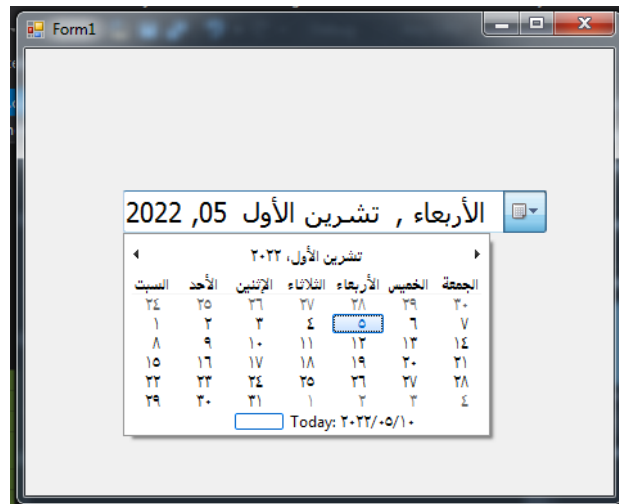 Form1
الأربعاء , تشرين الأول 05, 2022
تشرين الأول، ٢٠٢٢
السبت الأحد الإثنين الثلاثاء الأربعاء الخميس الجمعة
٢٤ ٢٥ ٢٦ ٢٧ ٢٨ ٢٩ ٣٠
١ ٢ ٣ ٤ ٥ ٦ ٧
٨ ٩ ١٠ ١١ ١٢ ١٣ ١٤
١٥ ١٦ ١٧ ١٨ ١٩ ٢٠ ٢١
٢٢ ٢٣ ٢٤ ٢٥ ٢٦ ٢٧ ٢٨
٢٩ ٣٠ ٣١ ١ ٢ ٣ ٤
Today: ٢٠٢٢/٠٥/١٠